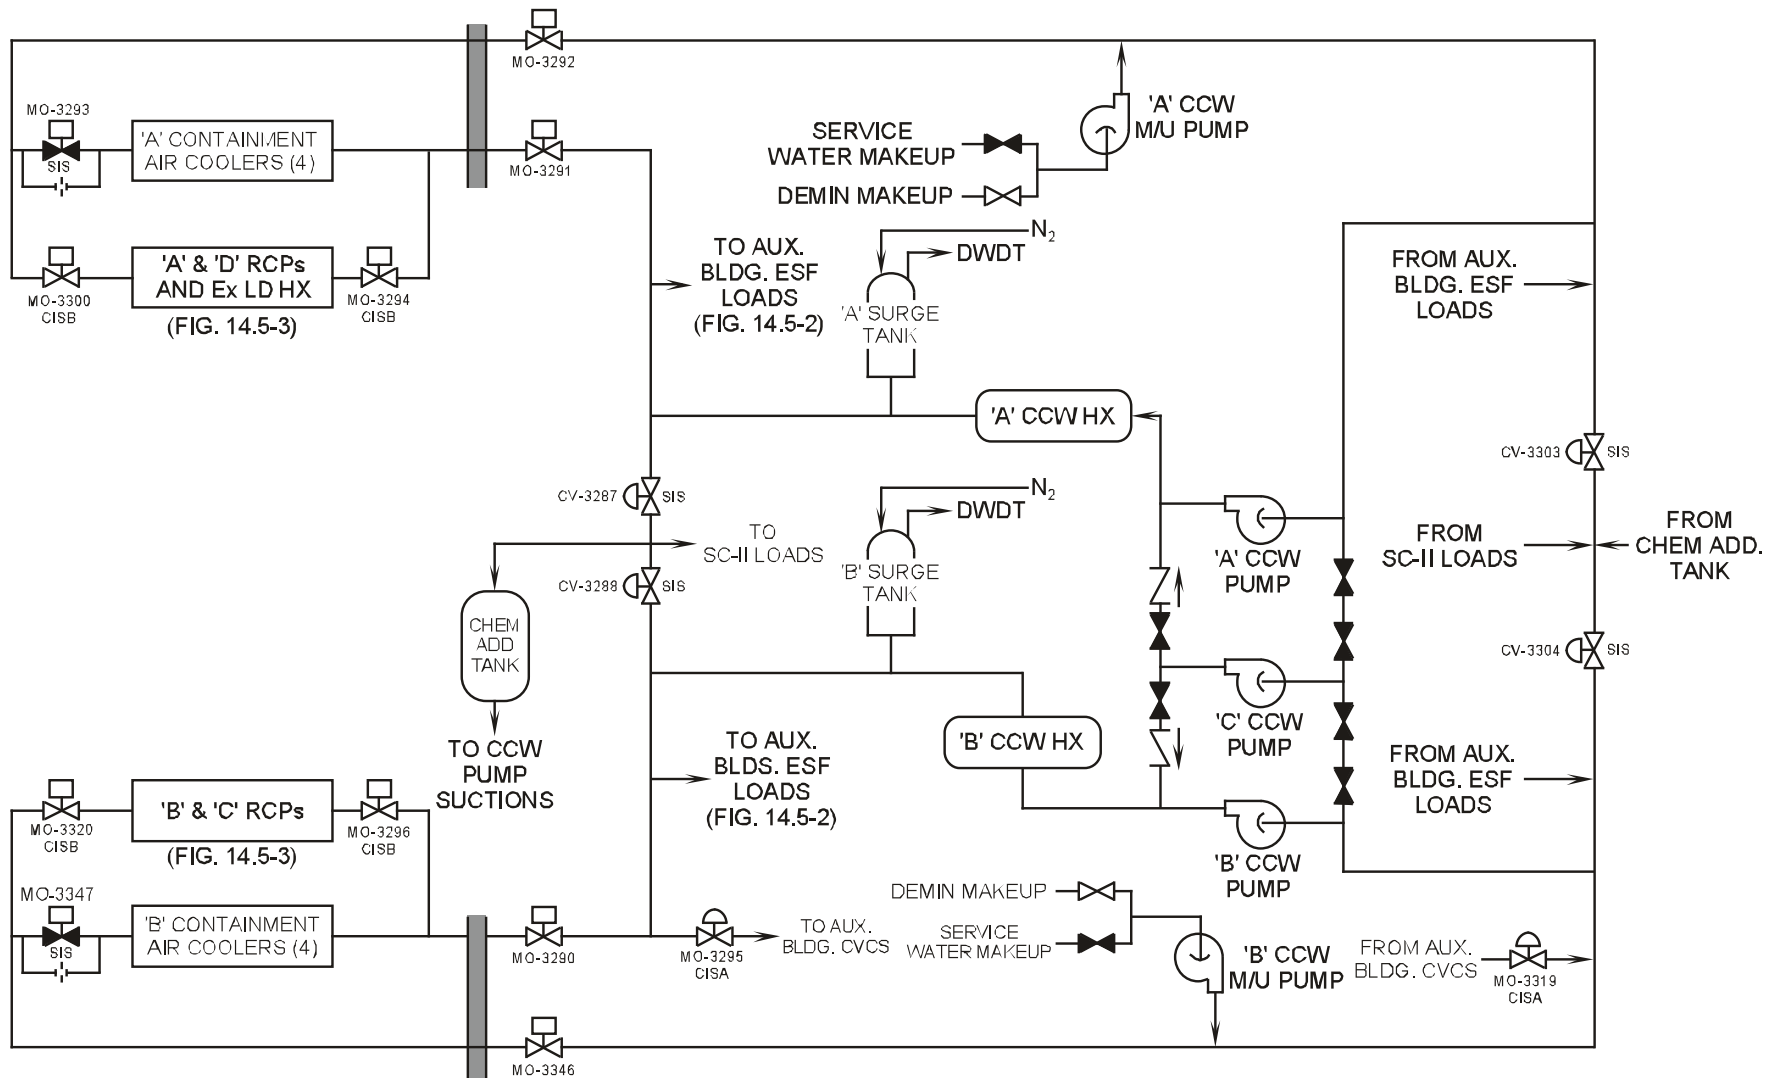 MO-3292
MO-3293
SIS
'A' CONTAINMENT
AIR COOLERS (4)
MO-3291
MO-3300
CISB
'A' & 'D' RCPs
AND Ex LD HX
(FIG. 14.5-3)
MO-3294
CISB
TO AUX.
BLDG. ESF
LOADS
(FIG. 14.5-2)
SERVICE
WATER MAKEUP
DEMIN MAKEUP
'A' CCW
M/U PUMP
N2
DWDT
'A' SURGE
TANK
FROM AUX.
BLDG. ESF
LOADS
'A' CCW HX
CV-3303
SIS
CV-3287
SIS
TO
SC-II LOADS
CV-3288
SIS
N2
DWDT
'B' SURGE
TANK
'A' CCW
PUMP
FROM
SC-II LOADS
FROM
CHEM ADD.
TANK
CHEM
ADD
TANK
TO CCW
PUMP
SUCTIONS
CV-3304
SIS
'C' CCW
PUMP
'B' CCW HX
TO AUX.
BLDS. ESF
LOADS
(FIG. 14.5-2)
FROM AUX.
BLDG. ESF
LOADS
'B' CCW
PUMP
MO-3320
CISB
'B' & 'C' RCPs
(FIG. 14.5-3)
MO-3296
CISB
MO-3347
SIS
'B' CONTAINMENT
AIR COOLERS (4)
MO-3290
MO-3295
CISA
TO AUX.
BLDG. CVCS
DEMIN MAKEUP
SERVICE
WATER MAKEUP
'B' CCW
M/U PUMP
FROM AUX.
BLDG. CVCS
MO-3319
CISA
MO-3346